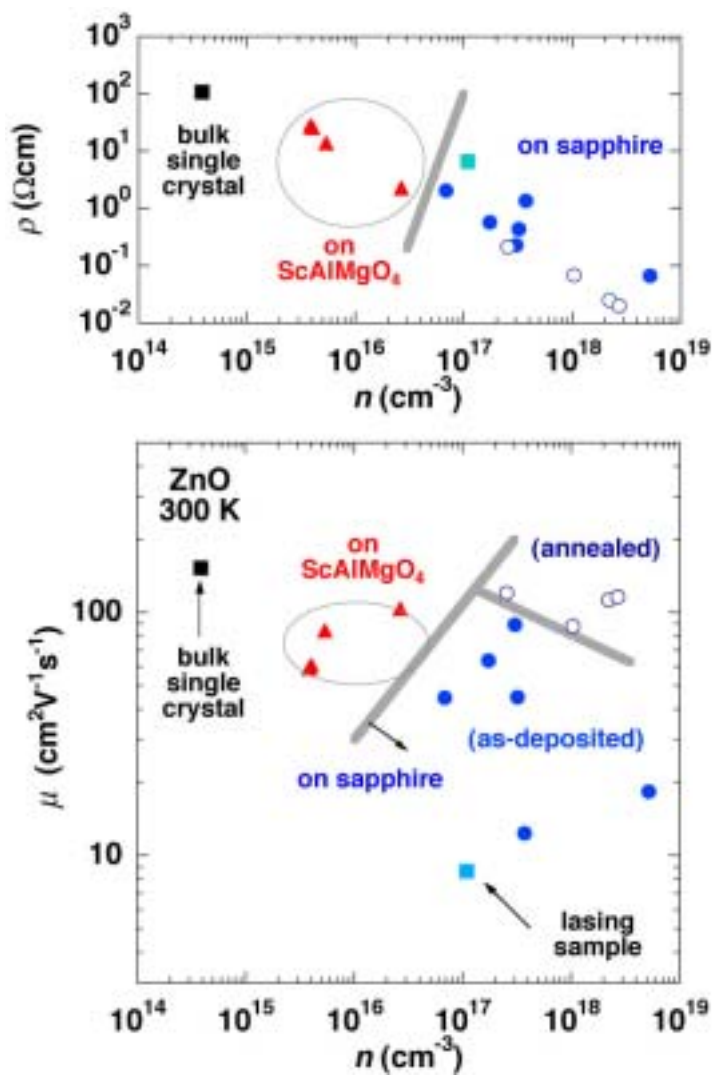 10³
10²
10¹
10⁰
10⁻¹
10⁻²
ρ (Ωcm)
bulk
single
crystal
on
ScAlMgO₄
on sapphire
10¹⁴ 10¹⁵ 10¹⁶ 10¹⁷ 10¹⁸ 10¹⁹
n (cm⁻³)
ZnO
300 K
on
ScAlMgO₄
(annealed)
100
bulk
single
crystal
μ (cm²V⁻¹s⁻¹)
(as-deposited)
on sapphire
10
lasing
sample
10¹⁴ 10¹⁵ 10¹⁶ 10¹⁷ 10¹⁸ 10¹⁹
n (cm⁻³)